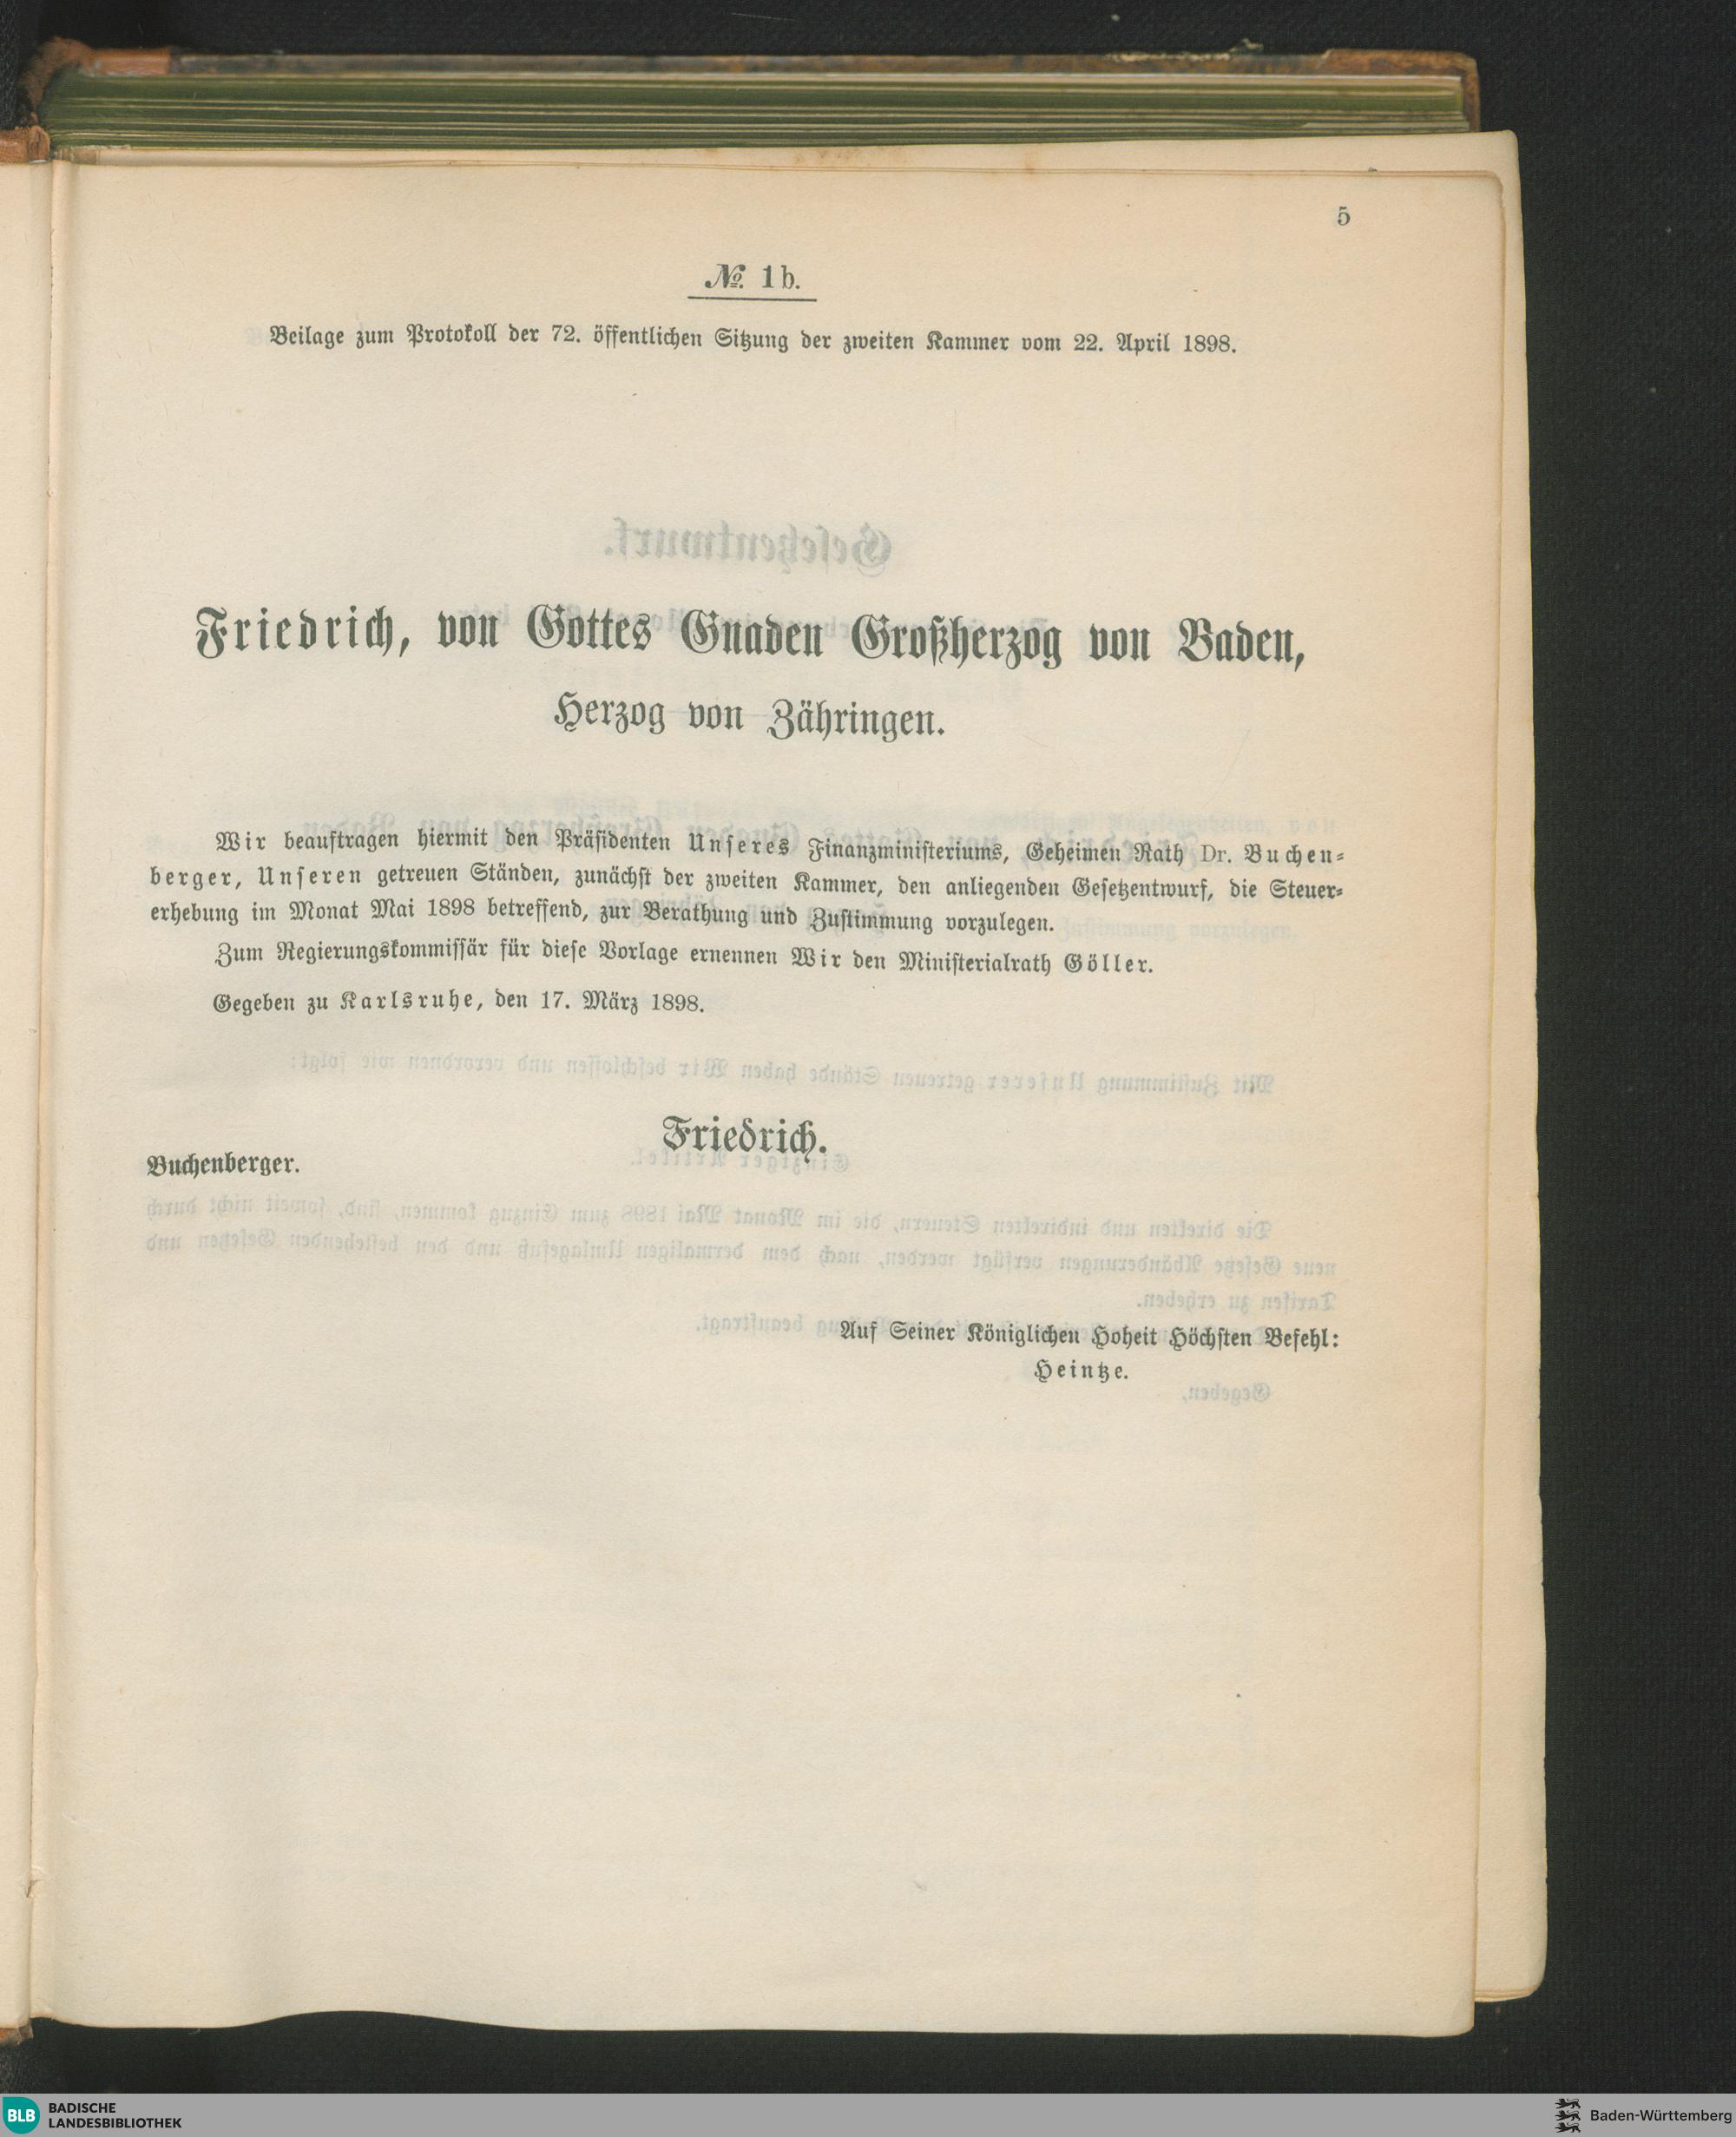 5
№ 1b.
Beilage zum Protokoll der 72. öffentlichen Sitzung der zweiten Kammer vom 22. April 1898.
Friedrich, von Gottes Gnaden Großherzog von Baden,
Herzog von Zähringen.
Wir beauftragen hiermit den Präsidenten Unseres Finanzministeriums, Geheimen Rath Dr. Buchen-
berger, Unseren getreuen Ständen, zunächst der zweiten Kammer, den anliegenden Gesetzentwurf, die Steuer-
erhebung im Monat Mai 1898 betreffend, zur Berathung und Zustimmung vorzulegen.
Zum Regierungskommissär für diese Vorlage ernennen Wir den Ministerialrath Göller.
Gegeben zu Karlsruhe, den 17. März 1898.
Friedrich.
Buchenberger.
Auf Seiner Königlichen Hoheit Höchsten Befehl:
Heintze.
BLB BADISCHE
LANDESBIBLIOTHEK
Baden-Württemberg